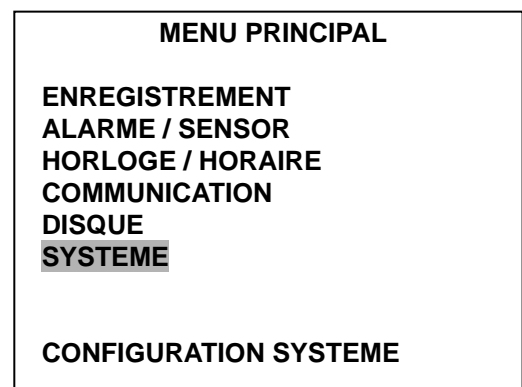 MENU PRINCIPAL
ENREGISTREMENT
ALARME / SENSOR
HORLOGE / HORAIRE
COMMUNICATION
DISQUE
SYSTEME
CONFIGURATION SYSTEME